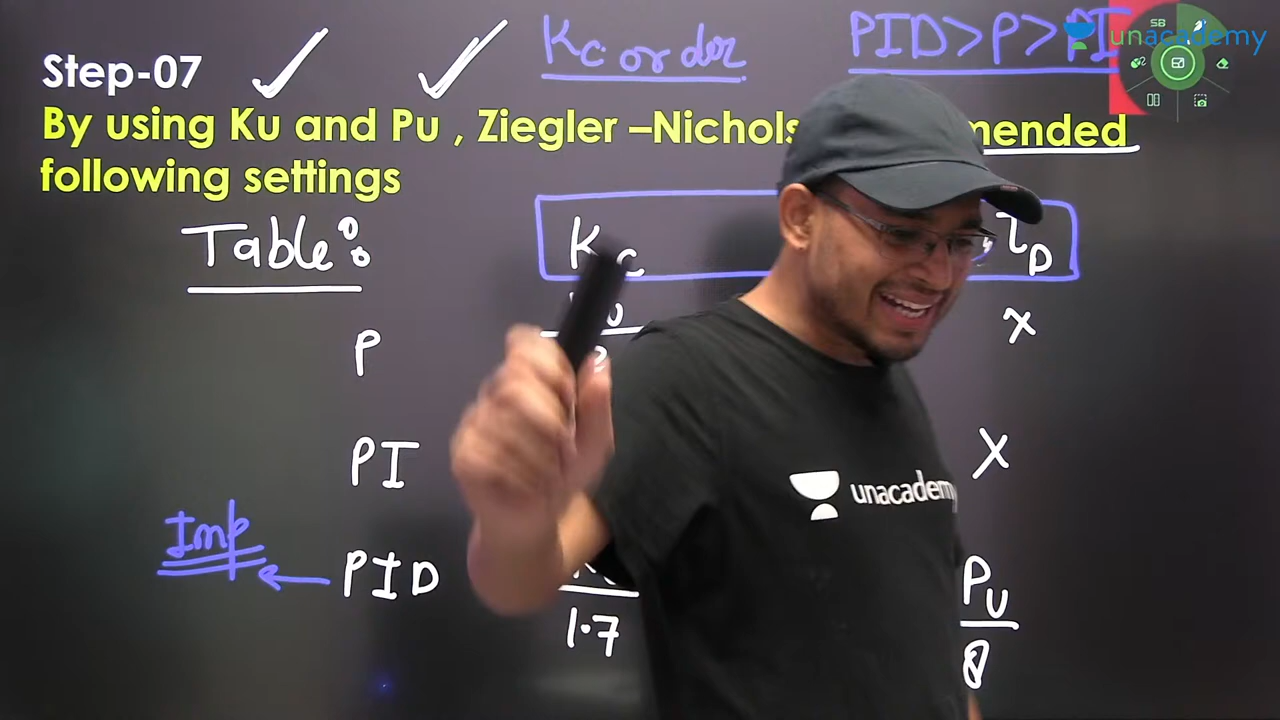 Kc order PID>P>PI unacademy
SB
Step-07
By using Ku and Pu , Ziegler –Nichols mended
following settings
Table:
Kc τD
P x
PI X
unacademy
Imp ← PID
1.7 PU
8